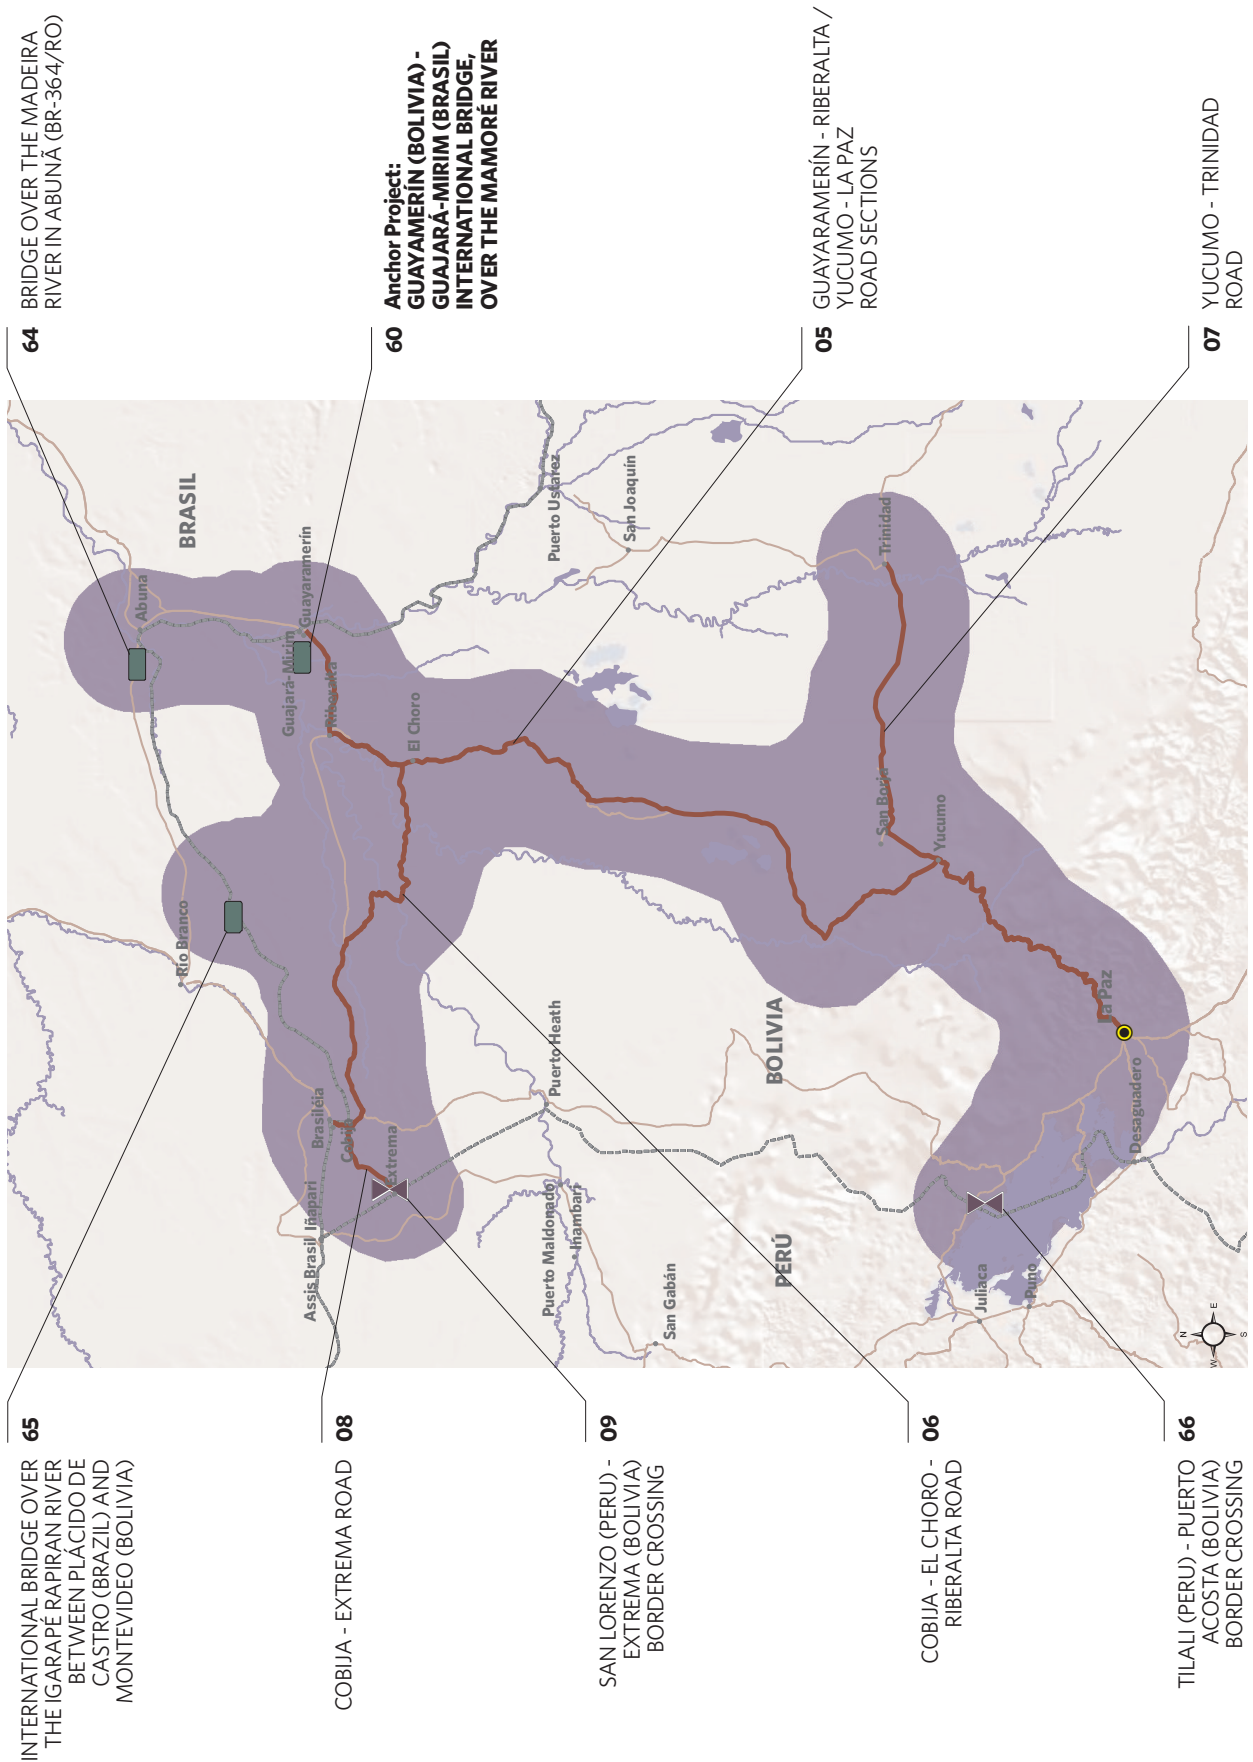 65
INTERNATIONAL BRIDGE OVER
THE IGARAPÉ RAPIRÁN RIVER
BETWEEN PLÁCIDO DE
CASTRO (BRAZIL) AND
MONTEVIDEO (BOLIVIA)
08
COBIJA - EXTREMA ROAD
09
SAN LORENZO (PERU) -
EXTREMA (BOLIVIA)
BORDER CROSSING
06
COBIJA - EL CHORO -
RIBERALTA ROAD
66
TILALI (PERU) - PUERTO
ACOSTA (BOLIVIA)
BORDER CROSSING
64
BRIDGE OVER THE MADEIRA
RIVER IN ABUNÃ (BR-364/RO)
60
Anchor Project:
GUAYAMERÍN (BOLIVIA) -
GUAJARÁ-MIRIM (BRASIL)
INTERNATIONAL BRIDGE,
OVER THE MAMORÉ RIVER
05
GUAYARAMERÍN - RIBERALTA /
YUCUMO - LA PAZ
ROAD SECTIONS
07
YUCUMO - TRINIDAD
ROAD
BRASIL
Abuna
Guayaramerín
Guajará-Mirim
Riberalta
El Choro
Rio Branco
Brasiléia
Cobija
Extrema
Assis Brasil
Iñapari
Puerto Ustarez
San Joaquín
Trinidad
San Borja
Yucumo
Puerto Heath
Puerto Maldonado
Inambari
San Gabán
BOLIVIA
PERÚ
La Paz
Desaguadero
Juliaca
Puno
N
E
S
W